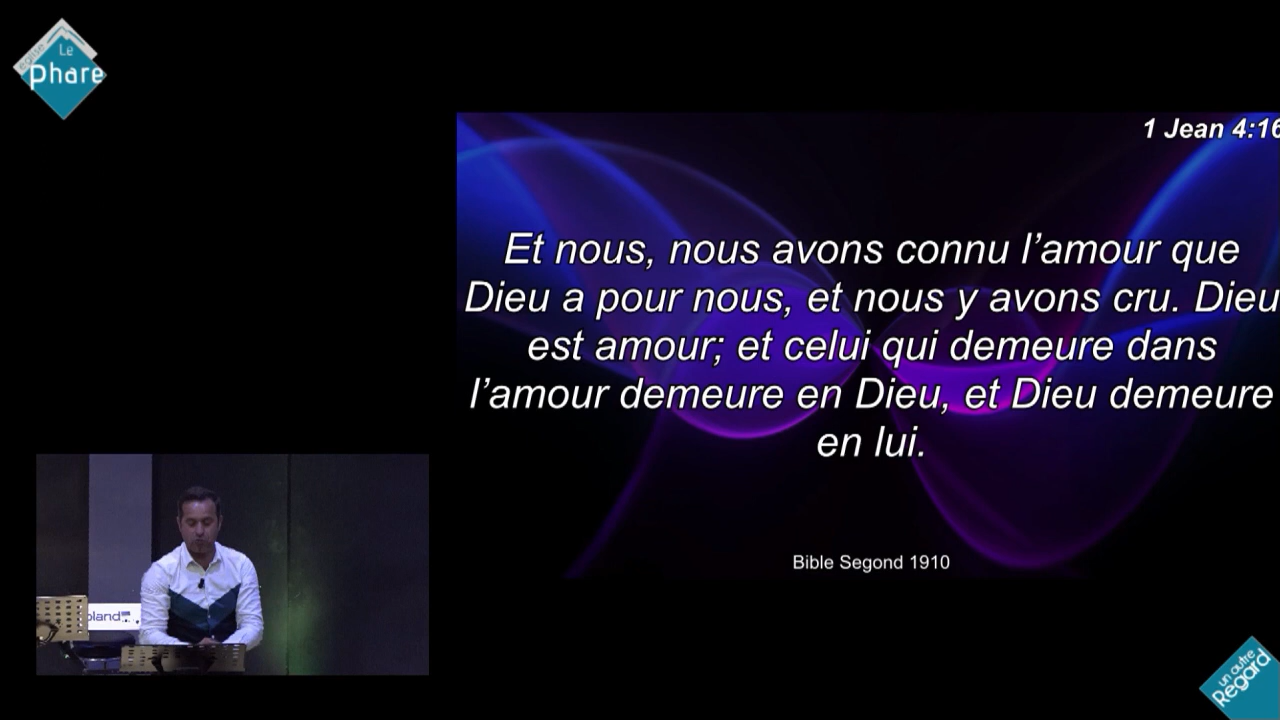 église
Le
phare
1 Jean 4:16
Et nous, nous avons connu l’amour que
Dieu a pour nous, et nous y avons cru. Dieu
est amour; et celui qui demeure dans
l’amour demeure en Dieu, et Dieu demeure
en lui.
Bible Segond 1910
oland
un autre
Regard